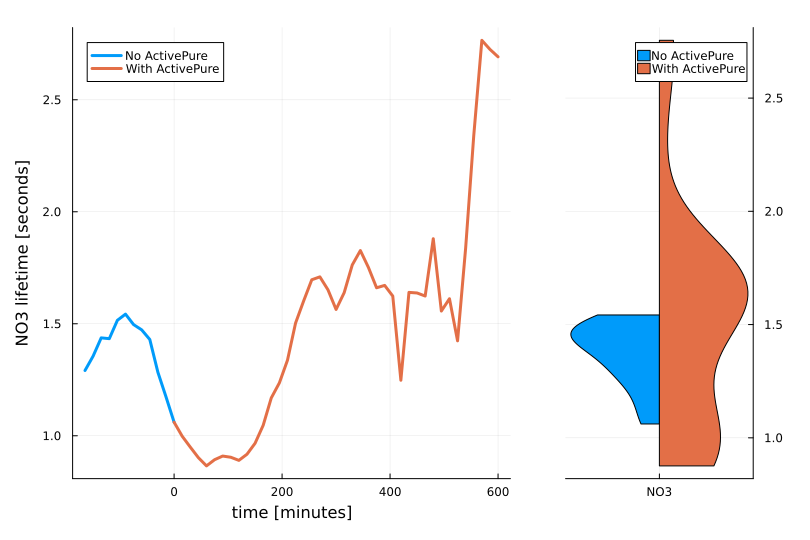 No ActivePure
With ActivePure
NO3 lifetime [seconds]
2.5
2.0
1.5
1.0
0
200
400
600
time [minutes]
No ActivePure
With ActivePure
2.5
2.0
1.5
1.0
NO3